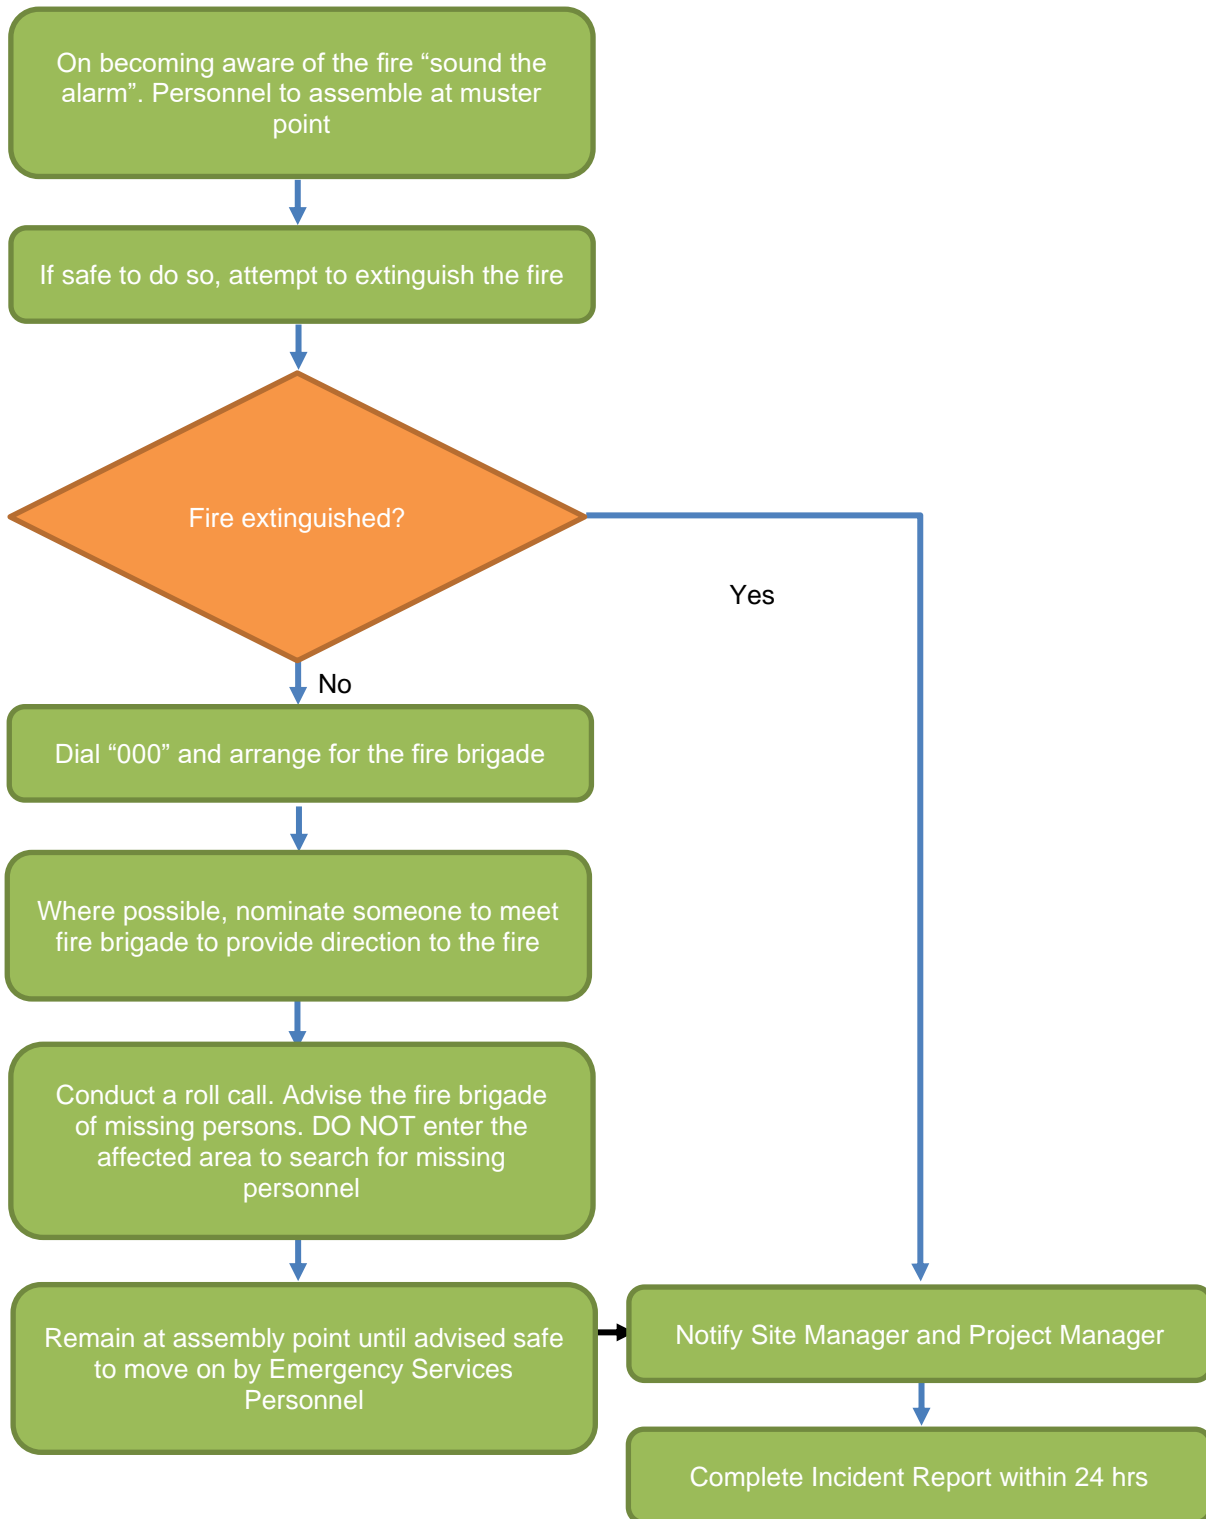 On becoming aware of the fire “sound the
alarm”. Personnel to assemble at muster
point
If safe to do so, attempt to extinguish the fire
Fire extinguished?
Yes
No
Dial “000” and arrange for the fire brigade
Where possible, nominate someone to meet
fire brigade to provide direction to the fire
Conduct a roll call. Advise the fire brigade
of missing persons. DO NOT enter the
affected area to search for missing
personnel
Remain at assembly point until advised safe
to move on by Emergency Services
Personnel
Notify Site Manager and Project Manager
Complete Incident Report within 24 hrs